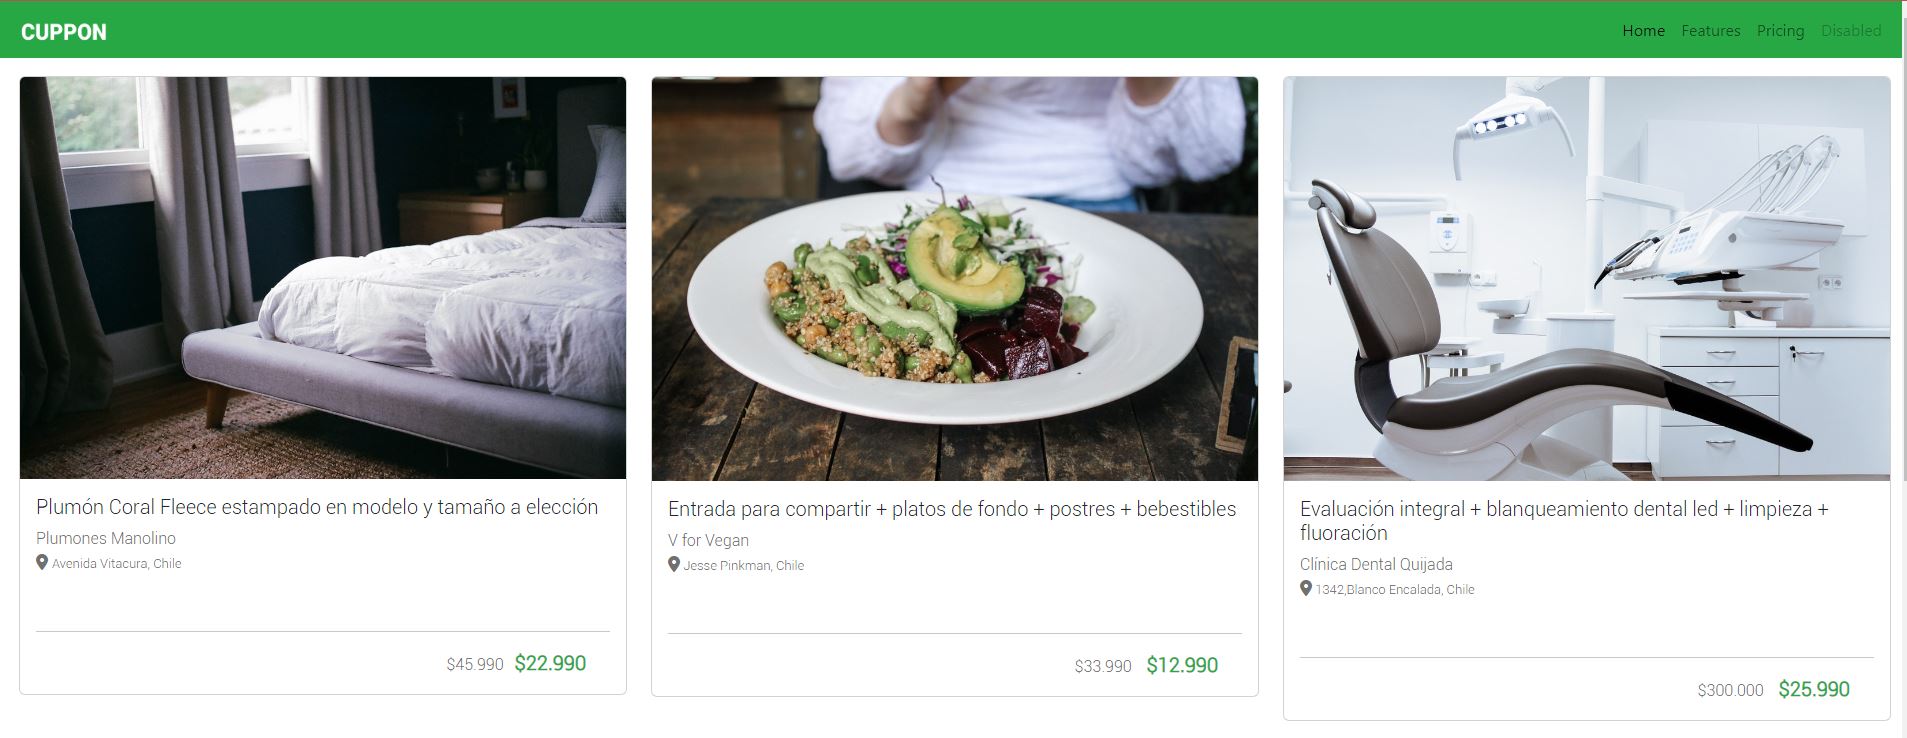 CUPPON
Home Features Pricing Disabled
Plumón Coral Fleece estampado en modelo y tamaño a elección
Plumones Manolino
Avenida Vitacura, Chile
$45.990 $22.990
Entrada para compartir + platos de fondo + postres + bebestibles
V for Vegan
Jesse Pinkman, Chile
$33.990 $12.990
Evaluación integral + blanqueamiento dental led + limpieza +
fluoración
Clínica Dental Quijada
1342,Blanco Encalada, Chile
$300.000 $25.990